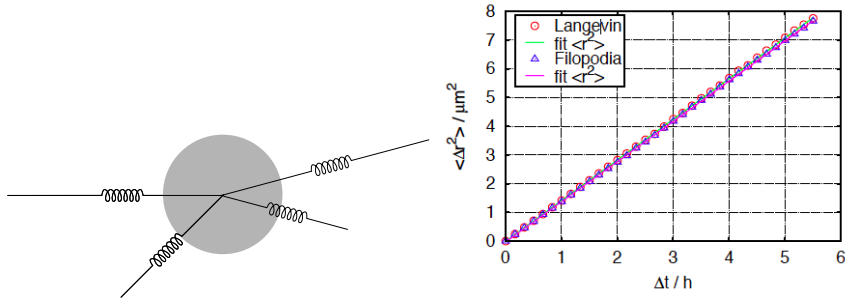 8
7
6
5
4
3
2
1
0
<Δr²> / μm²
Langevin
fit <r²>
Filopodia
fit <r²>
0 1 2 3 4 5 6
Δt / h